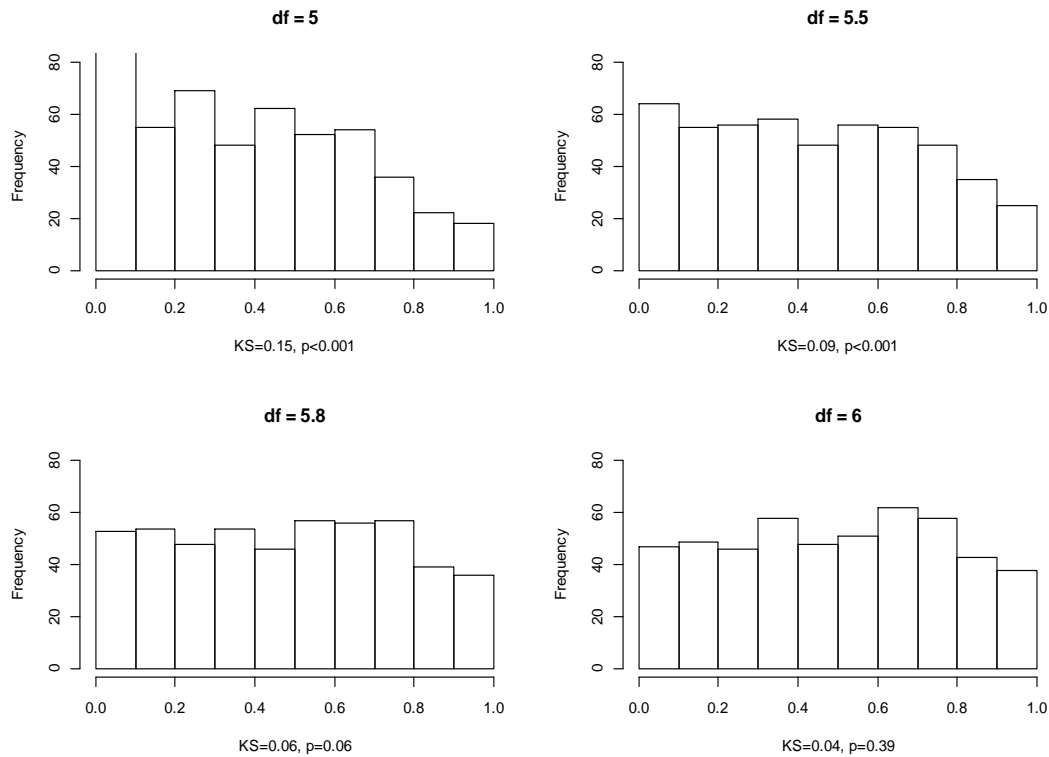 df = 5
80
60
40
20
0
Frequency
0.0 0.2 0.4 0.6 0.8 1.0
KS=0.15, p<0.001
df = 5.5
80
60
40
20
0
Frequency
0.0 0.2 0.4 0.6 0.8 1.0
KS=0.09, p<0.001
df = 5.8
80
60
40
20
0
Frequency
0.0 0.2 0.4 0.6 0.8 1.0
KS=0.06, p=0.06
df = 6
80
60
40
20
0
Frequency
0.0 0.2 0.4 0.6 0.8 1.0
KS=0.04, p=0.39